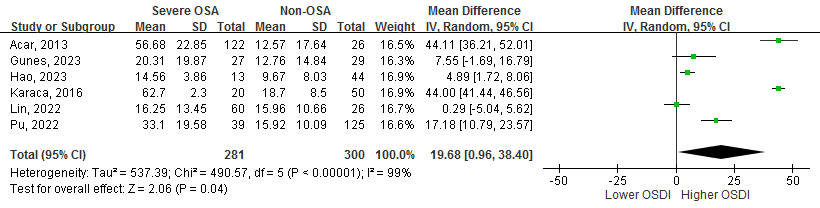 Severe OSA Non-OSA Mean Difference Mean Difference
Study or Subgroup Mean SD Total Mean SD Total Weight IV, Random, 95% CI IV, Random, 95% CI
Acar, 2013 56.68 22.85 122 12.57 17.64 26 16.5% 44.11 [36.21, 52.01]
Gunes, 2023 20.31 19.87 27 12.76 14.84 29 16.3% 7.55 [-1.69, 16.79]
Hao, 2023 14.56 3.86 13 9.67 8.03 44 16.8% 4.89 [1.72, 8.06]
Karaca, 2016 62.7 2.3 20 18.7 8.5 50 16.9% 44.00 [41.44, 46.56]
Lin, 2022 16.25 13.45 60 15.96 10.66 26 16.7% 0.29 [-5.04, 5.62]
Pu, 2022 33.1 19.58 39 15.92 10.09 125 16.6% 17.18 [10.79, 23.57]
Total (95% CI) 281 300 100.0% 19.68 [0.96, 38.40]
Heterogeneity: Tau² = 537.39; Chi² = 490.57, df = 5 (P < 0.00001); I² = 99%
Test for overall effect: Z = 2.06 (P = 0.04)
-50 -25 0 25 50
Lower OSDI Higher OSDI